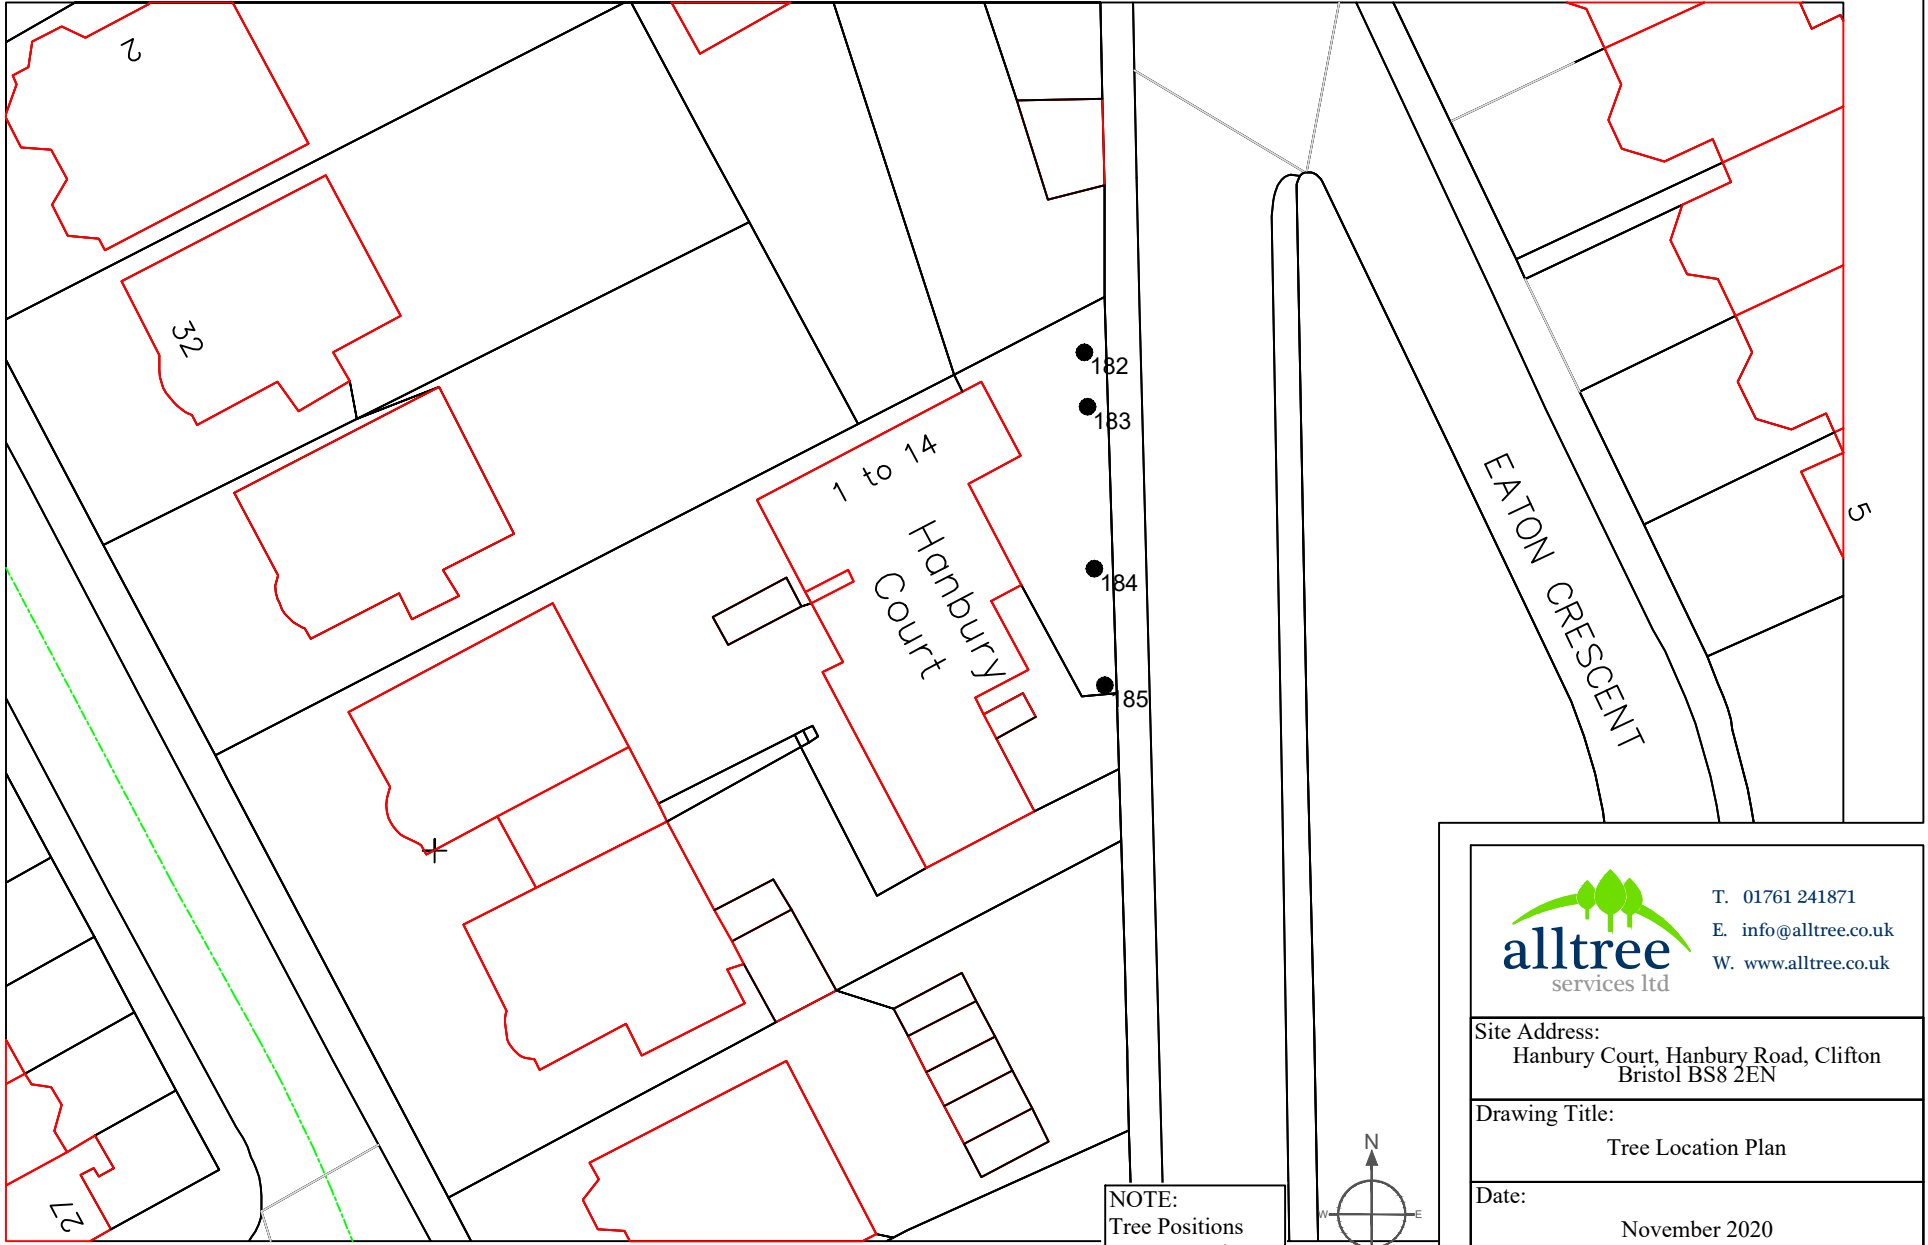 2
32
1 to 14
Hanbury
Court
182
183
184
185
EATON CRESCENT
5
27
NOTE:
Tree Positions
N
W
E
alltree
services ltd
T. 01761 241871
E. info@alltree.co.uk
W. www.alltree.co.uk
Site Address:
Hanbury Court, Hanbury Road, Clifton
Bristol BS8 2EN
Drawing Title:
Tree Location Plan
Date:
November 2020